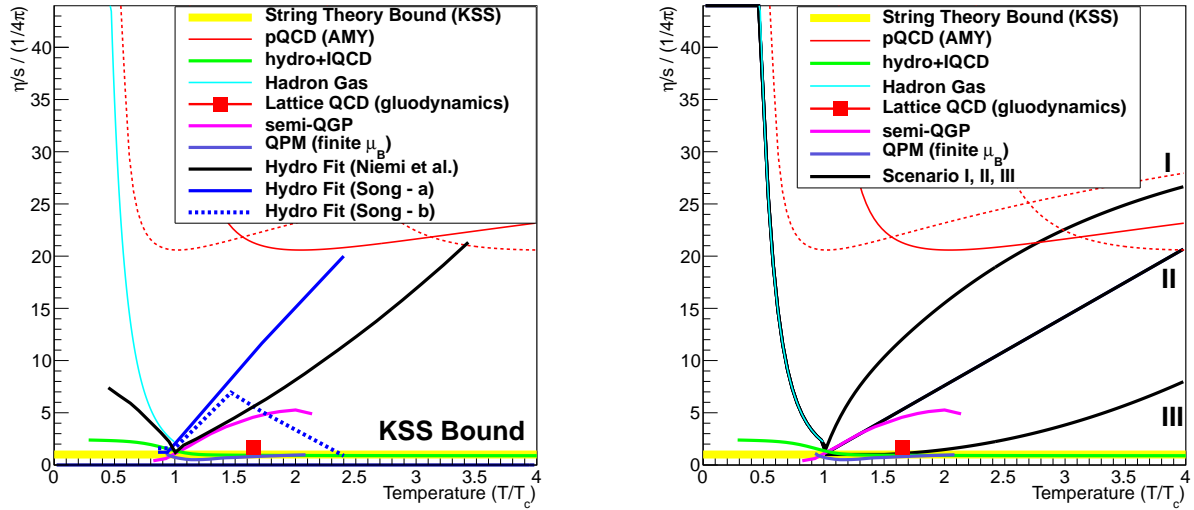 η/s / (1/4π)
40
35
30
25
20
15
10
5
0
String Theory Bound (KSS)
pQCD (AMY)
hydro+lQCD
Hadron Gas
Lattice QCD (gluodynamics)
semi-QGP
QPM (finite μB)
Hydro Fit (Niemi et al.)
Hydro Fit (Song - a)
Hydro Fit (Song - b)
KSS Bound
0 0.5 1 1.5 2 2.5 3 3.5 4
Temperature (T/Tc)
η/s / (1/4π)
40
35
30
25
20
15
10
5
0
String Theory Bound (KSS)
pQCD (AMY)
hydro+lQCD
Hadron Gas
Lattice QCD (gluodynamics)
semi-QGP
QPM (finite μB)
Scenario I, II, III
I
II
III
0 0.5 1 1.5 2 2.5 3 3.5 4
Temperature (T/Tc)